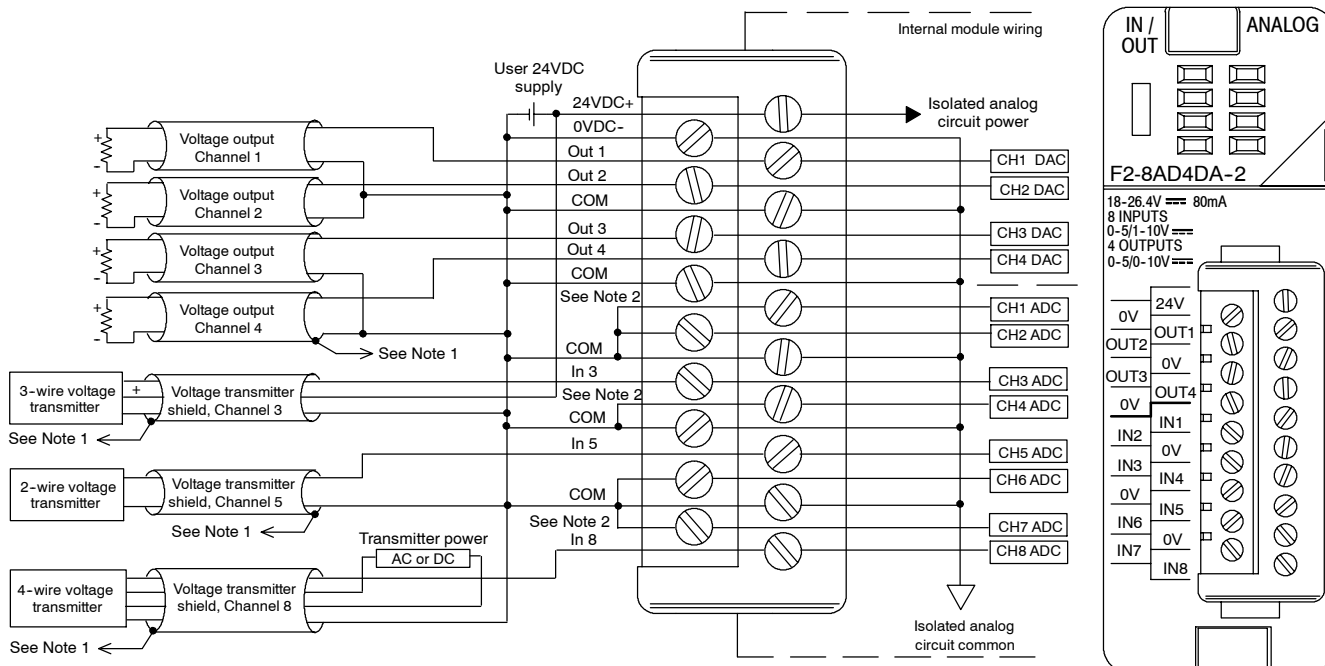 Internal module wiring
User 24VDC
supply
24VDC+
0VDC-
Isolated analog
circuit power
Voltage output
Channel 1
Out 1
CH1 DAC
Voltage output
Channel 2
Out 2
CH2 DAC
COM
Voltage output
Channel 3
Out 3
CH3 DAC
Out 4
CH4 DAC
COM
Voltage output
Channel 4
See Note 2
CH1 ADC
CH2 ADC
See Note 1
COM
3-wire voltage
transmitter
+
Voltage transmitter
shield, Channel 3
In 3
CH3 ADC
See Note 2
CH4 ADC
COM
See Note 1
In 5
CH5 ADC
2-wire voltage
transmitter
Voltage transmitter
shield, Channel 5
CH6 ADC
COM
See Note 1
See Note 2
CH7 ADC
In 8
CH8 ADC
Transmitter power
AC or DC
4-wire voltage
transmitter
Voltage transmitter
shield, Channel 8
See Note 1
Isolated analog
circuit common
+
-
+
-
+
-
+
-
IN /
OUT
ANALOG
F2-8AD4DA-2
18-26.4V 80mA
8 INPUTS
0-5/1-10V
4 OUTPUTS
0-5/0-10V
24V
0V
OUT1
OUT2
0V
OUT3
OUT4
0V
IN1
IN2
0V
IN3
IN4
0V
IN5
IN6
0V
IN7
IN8